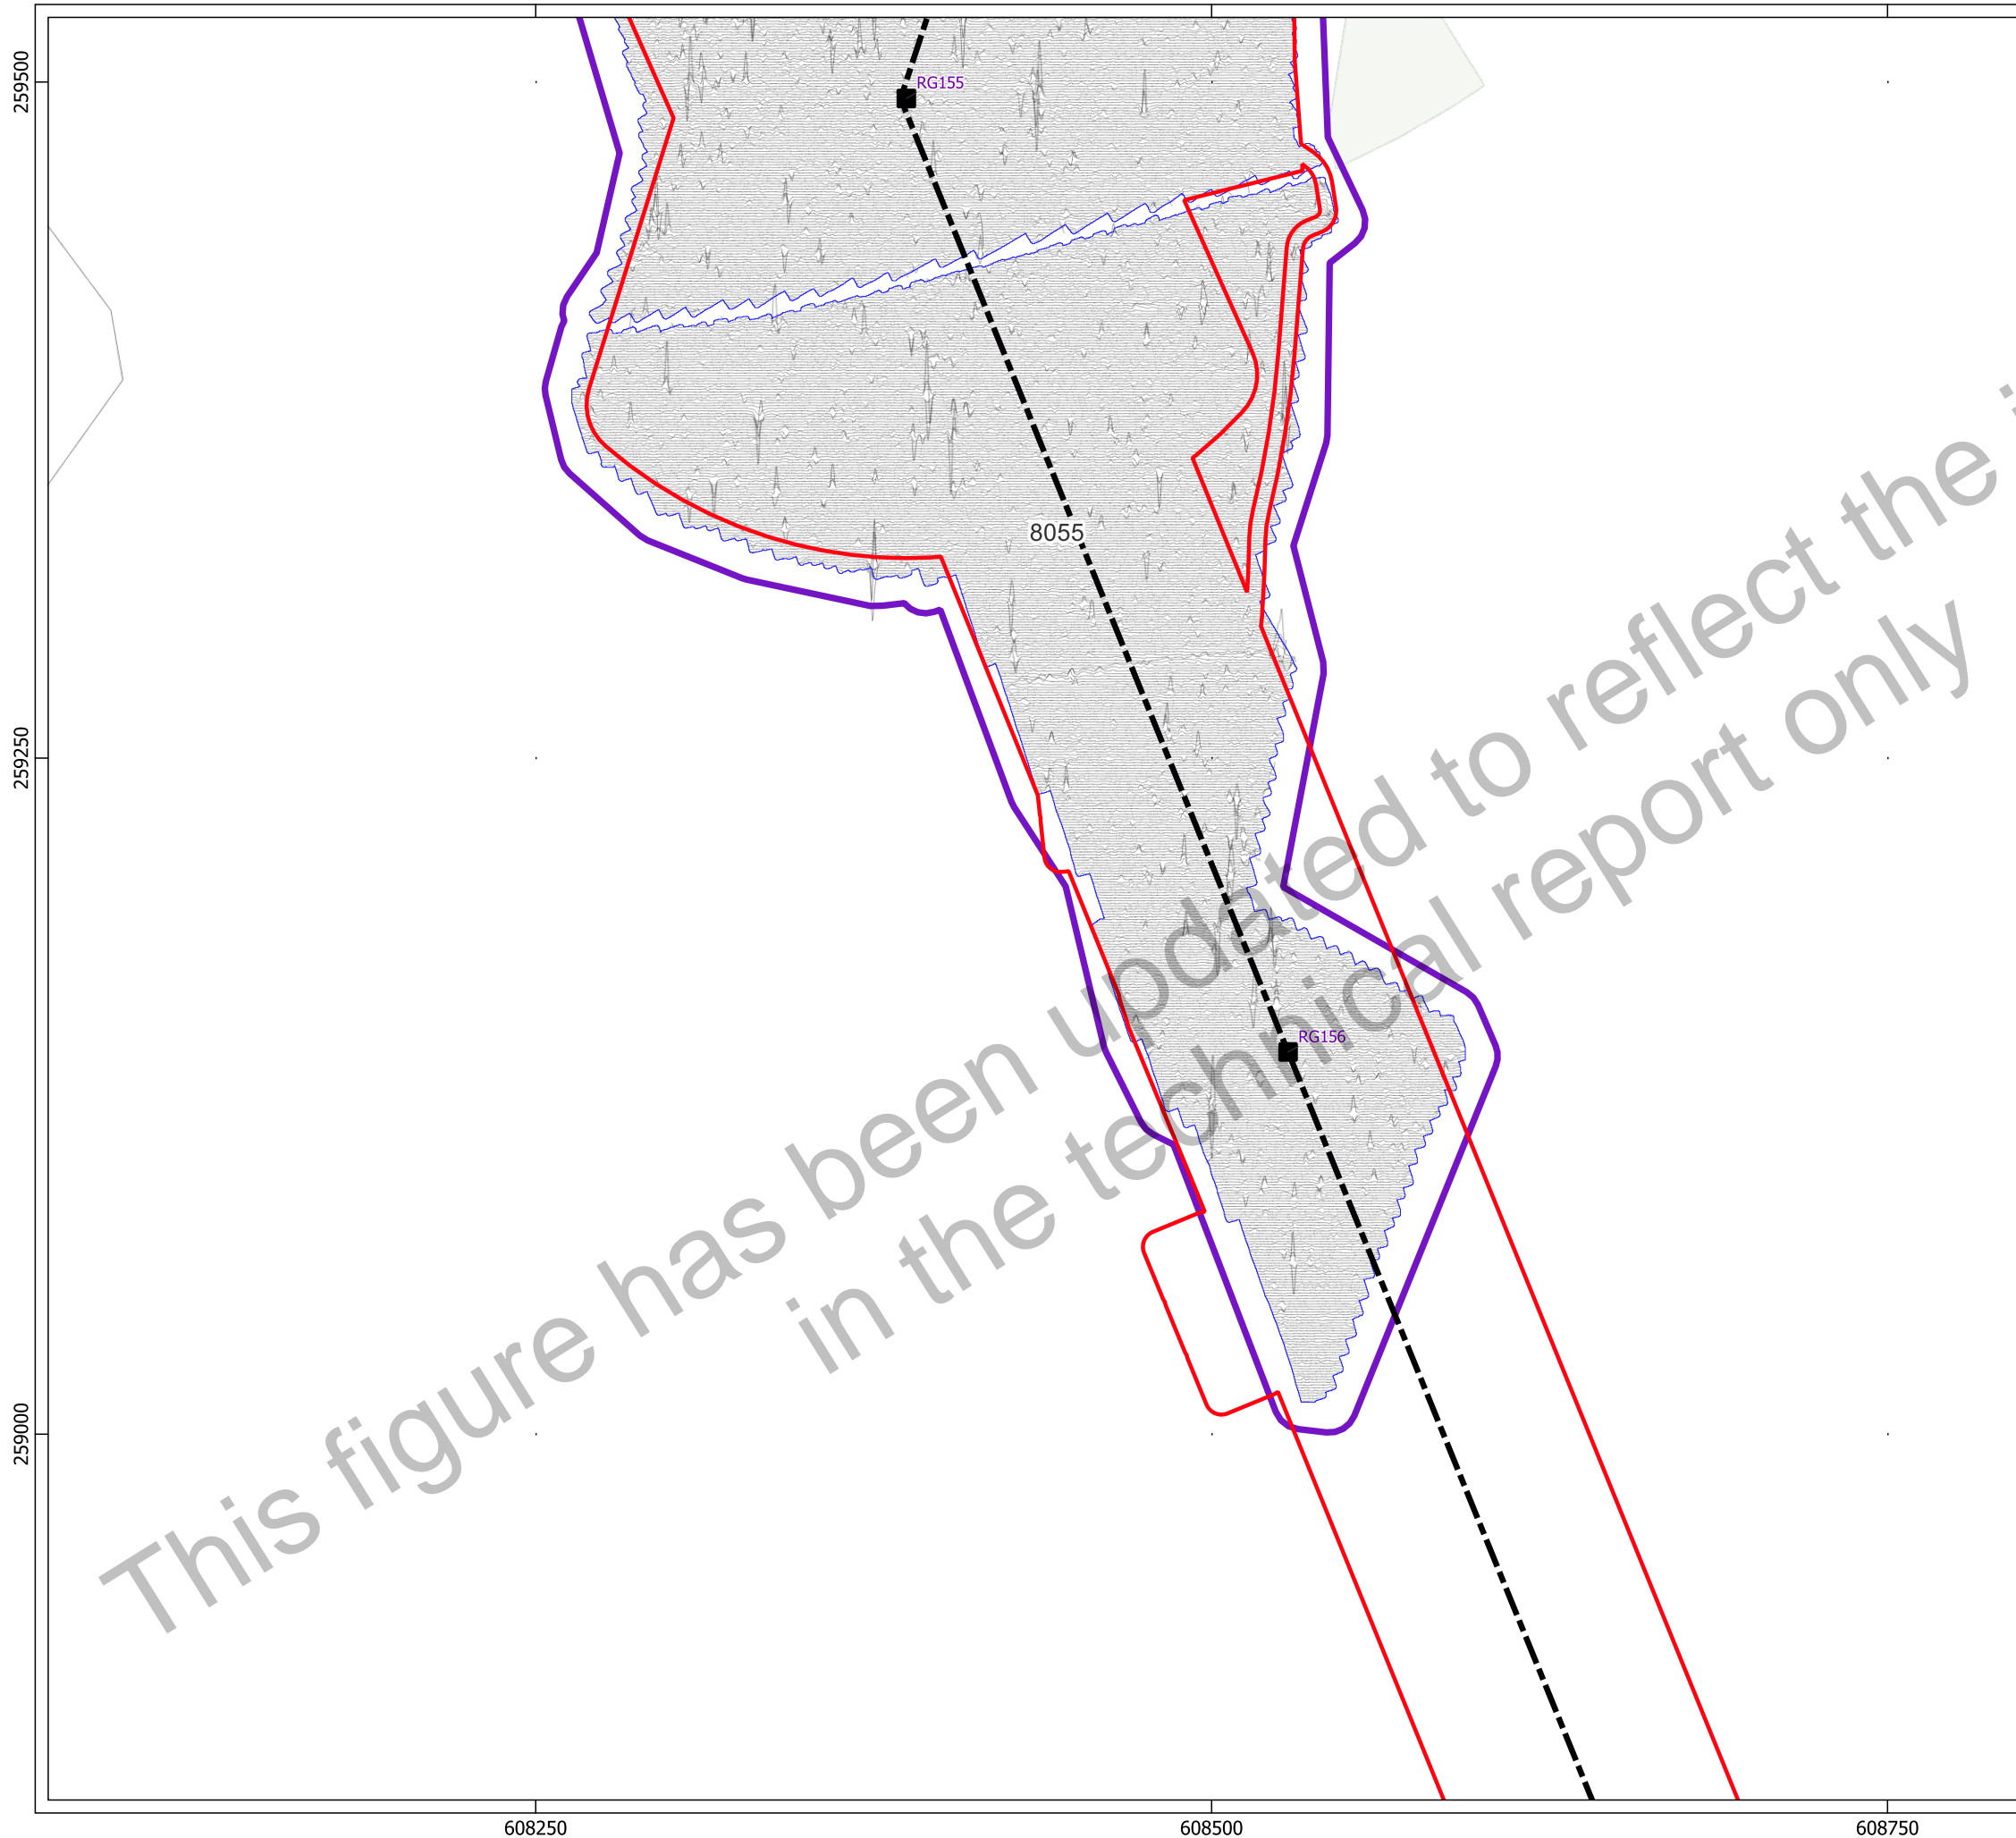 259500
RG155
8055
259250
RG156
259000
This figure has been updated to reflect the
in the technical report only
608250
608500
608750